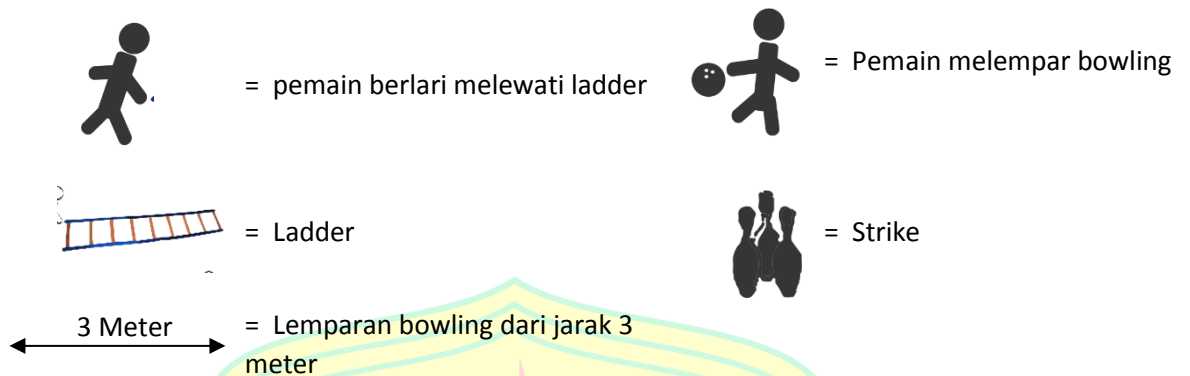 = pemain berlari melewati ladder
= Pemain melempar bowling
= Ladder
= Strike
3 Meter
= Lemparan bowling dari jarak 3
meter